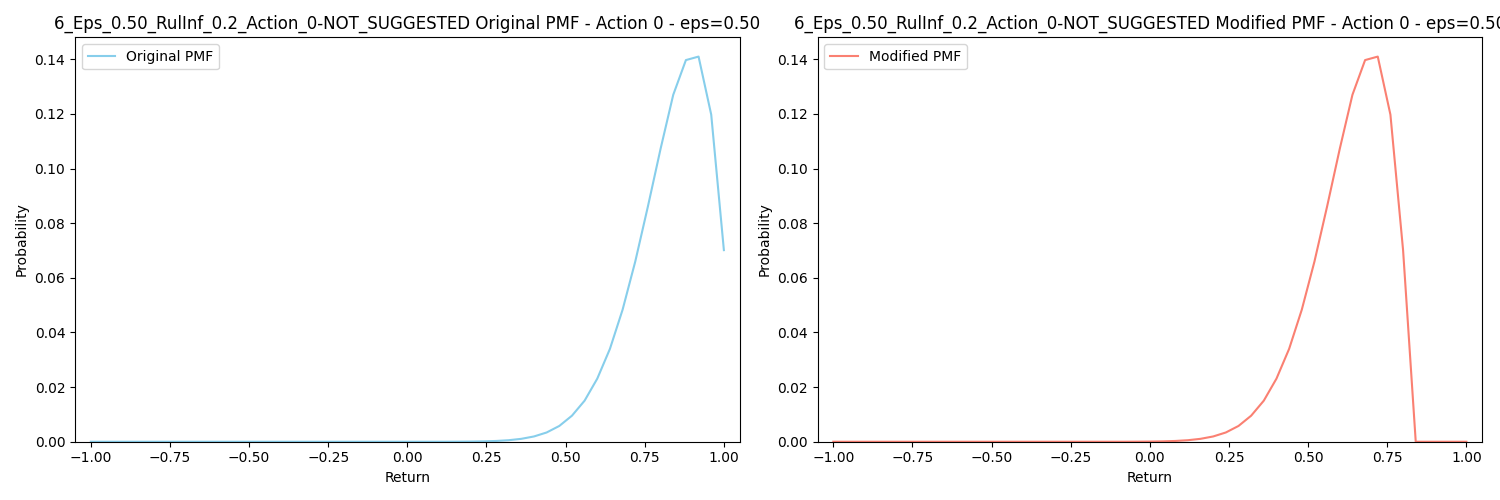 6_Eps_0.50_RulInf_0.2_Action_0-NOT_SUGGESTED Original PMF - Action 0 - eps=0.50
Original PMF
0.14
0.12
0.10
0.08
0.06
0.04
0.02
0.00
Probability
−1.00 −0.75 −0.50 −0.25 0.00 0.25 0.50 0.75 1.00
Return
6_Eps_0.50_RulInf_0.2_Action_0-NOT_SUGGESTED Modified PMF - Action 0 - eps=0.50
Modified PMF
0.14
0.12
0.10
0.08
0.06
0.04
0.02
0.00
Probability
−1.00 −0.75 −0.50 −0.25 0.00 0.25 0.50 0.75 1.00
Return